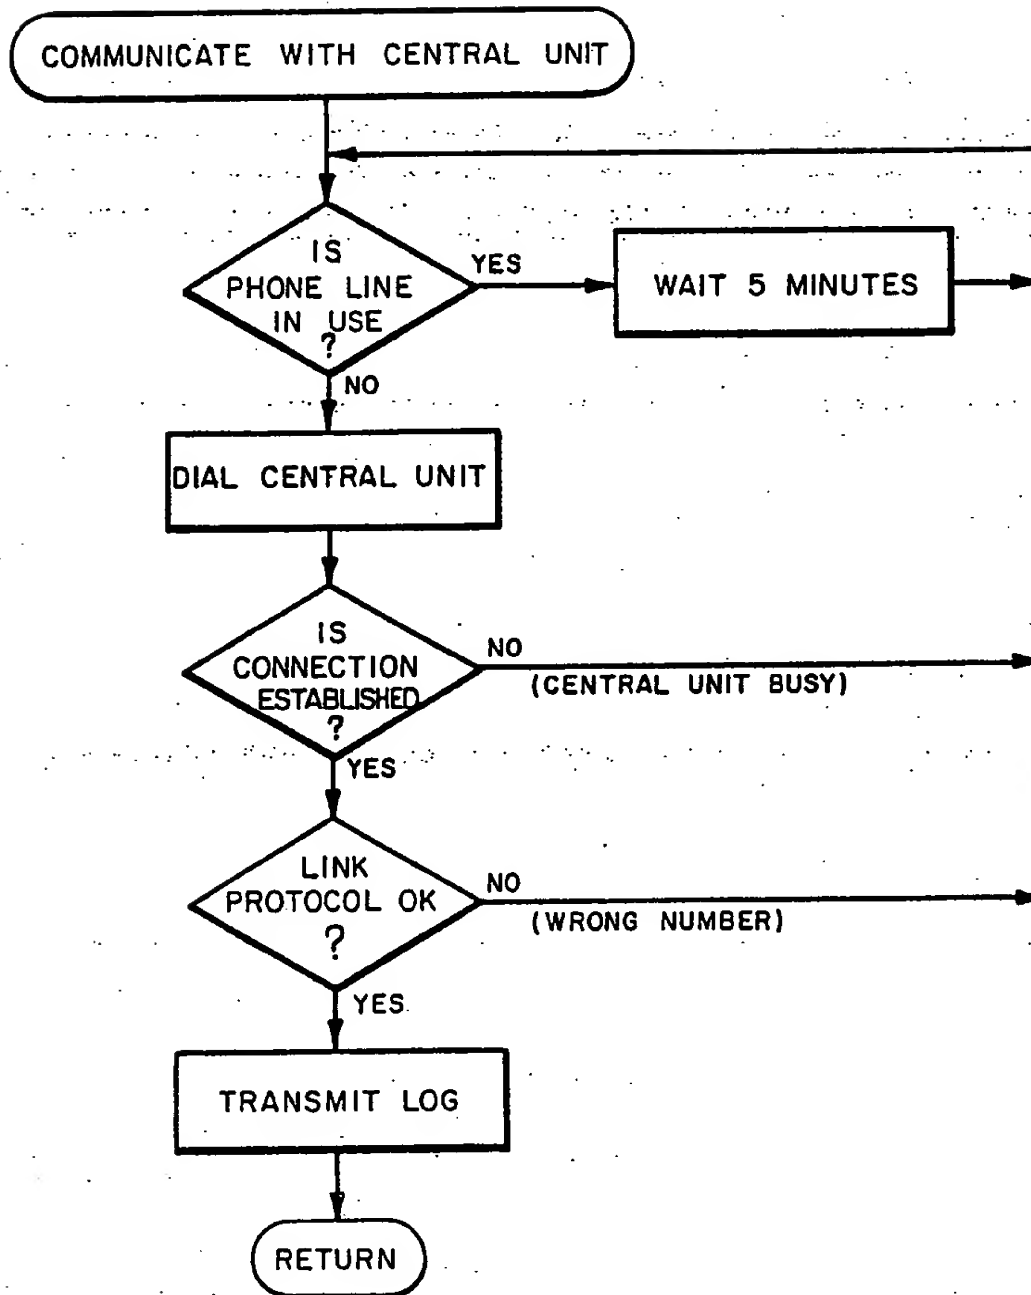 COMMUNICATE WITH CENTRAL UNIT
IS
PHONE LINE
IN USE
?
YES
WAIT 5 MINUTES
NO
DIAL CENTRAL UNIT
IS
CONNECTION
ESTABLISHED
?
NO
(CENTRAL UNIT BUSY)
YES
LINK
PROTOCOL OK
?
NO
(WRONG NUMBER)
YES
TRANSMIT LOG
RETURN